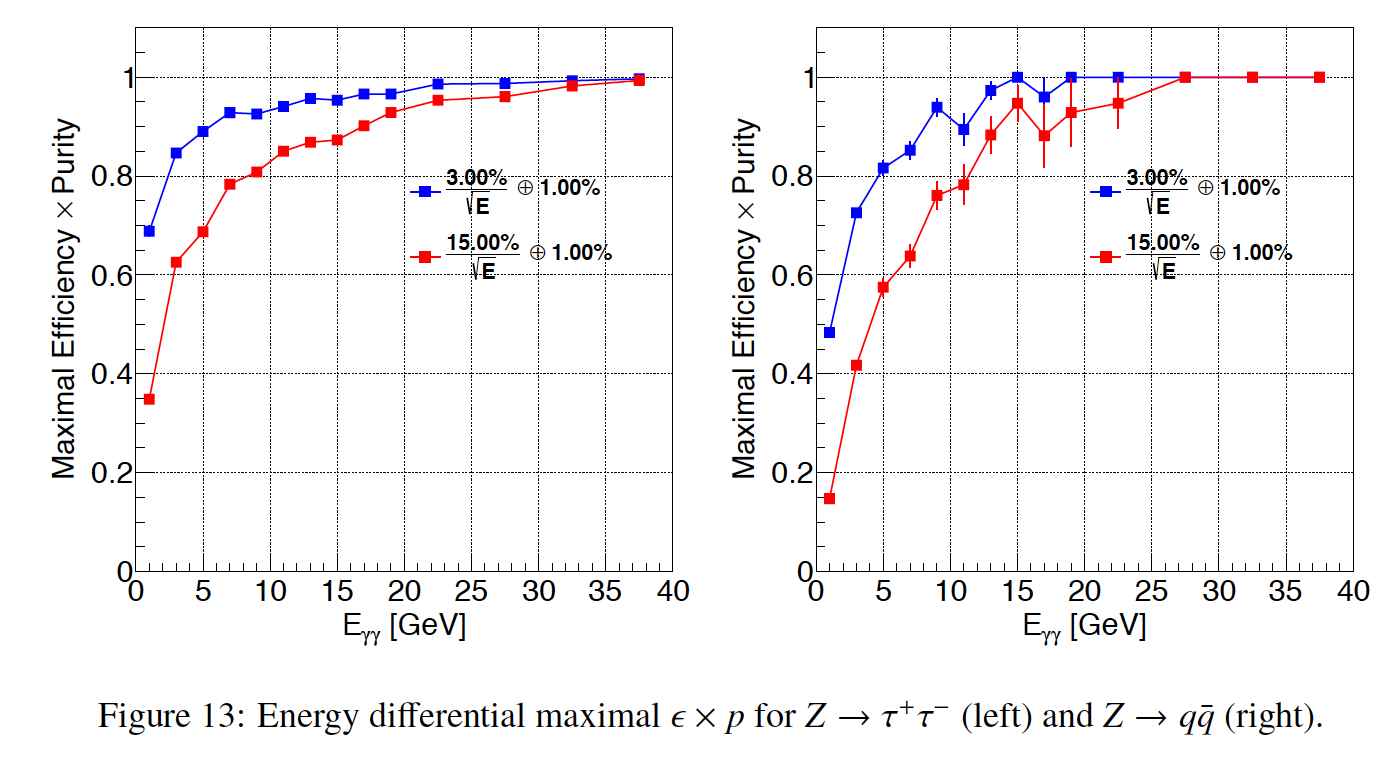 Maximal Efficiency × Purity
1
0.8
0.6
0.4
0.2
0
0 5 10 15 20 25 30 35 40
E_γγ [GeV]
3.00%/√E ⊕ 1.00%
15.00%/√E ⊕ 1.00%
Maximal Efficiency × Purity
1
0.8
0.6
0.4
0.2
0
0 5 10 15 20 25 30 35 40
E_γγ [GeV]
3.00%/√E ⊕ 1.00%
15.00%/√E ⊕ 1.00%
Figure 13: Energy differential maximal ϵ × p for Z → τ⁺τ⁻ (left) and Z → qq̄ (right).